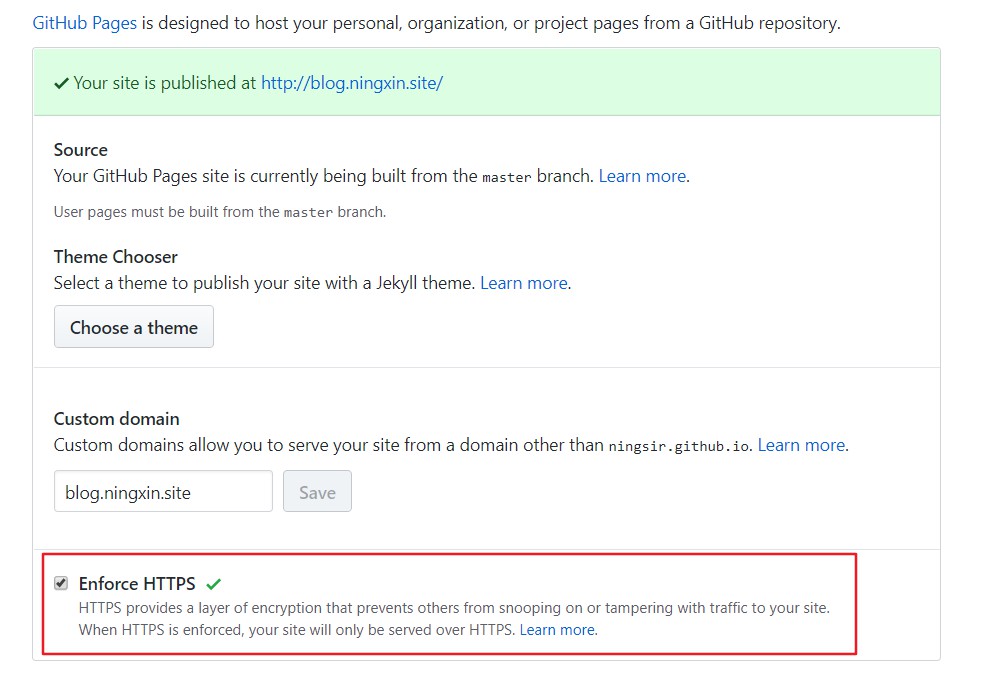 GitHub Pages is designed to host your personal, organization, or project pages from a GitHub repository.
Your site is published at http://blog.ningxin.site/
Source
Your GitHub Pages site is currently being built from the master branch. Learn more.
User pages must be built from the master branch.
Theme Chooser
Select a theme to publish your site with a Jekyll theme. Learn more.
Choose a theme
Custom domain
Custom domains allow you to serve your site from a domain other than ningsir.github.io. Learn more.
blog.ningxin.site Save
Enforce HTTPS
HTTPS provides a layer of encryption that prevents others from snooping on or tampering with traffic to your site.
When HTTPS is enforced, your site will only be served over HTTPS. Learn more.